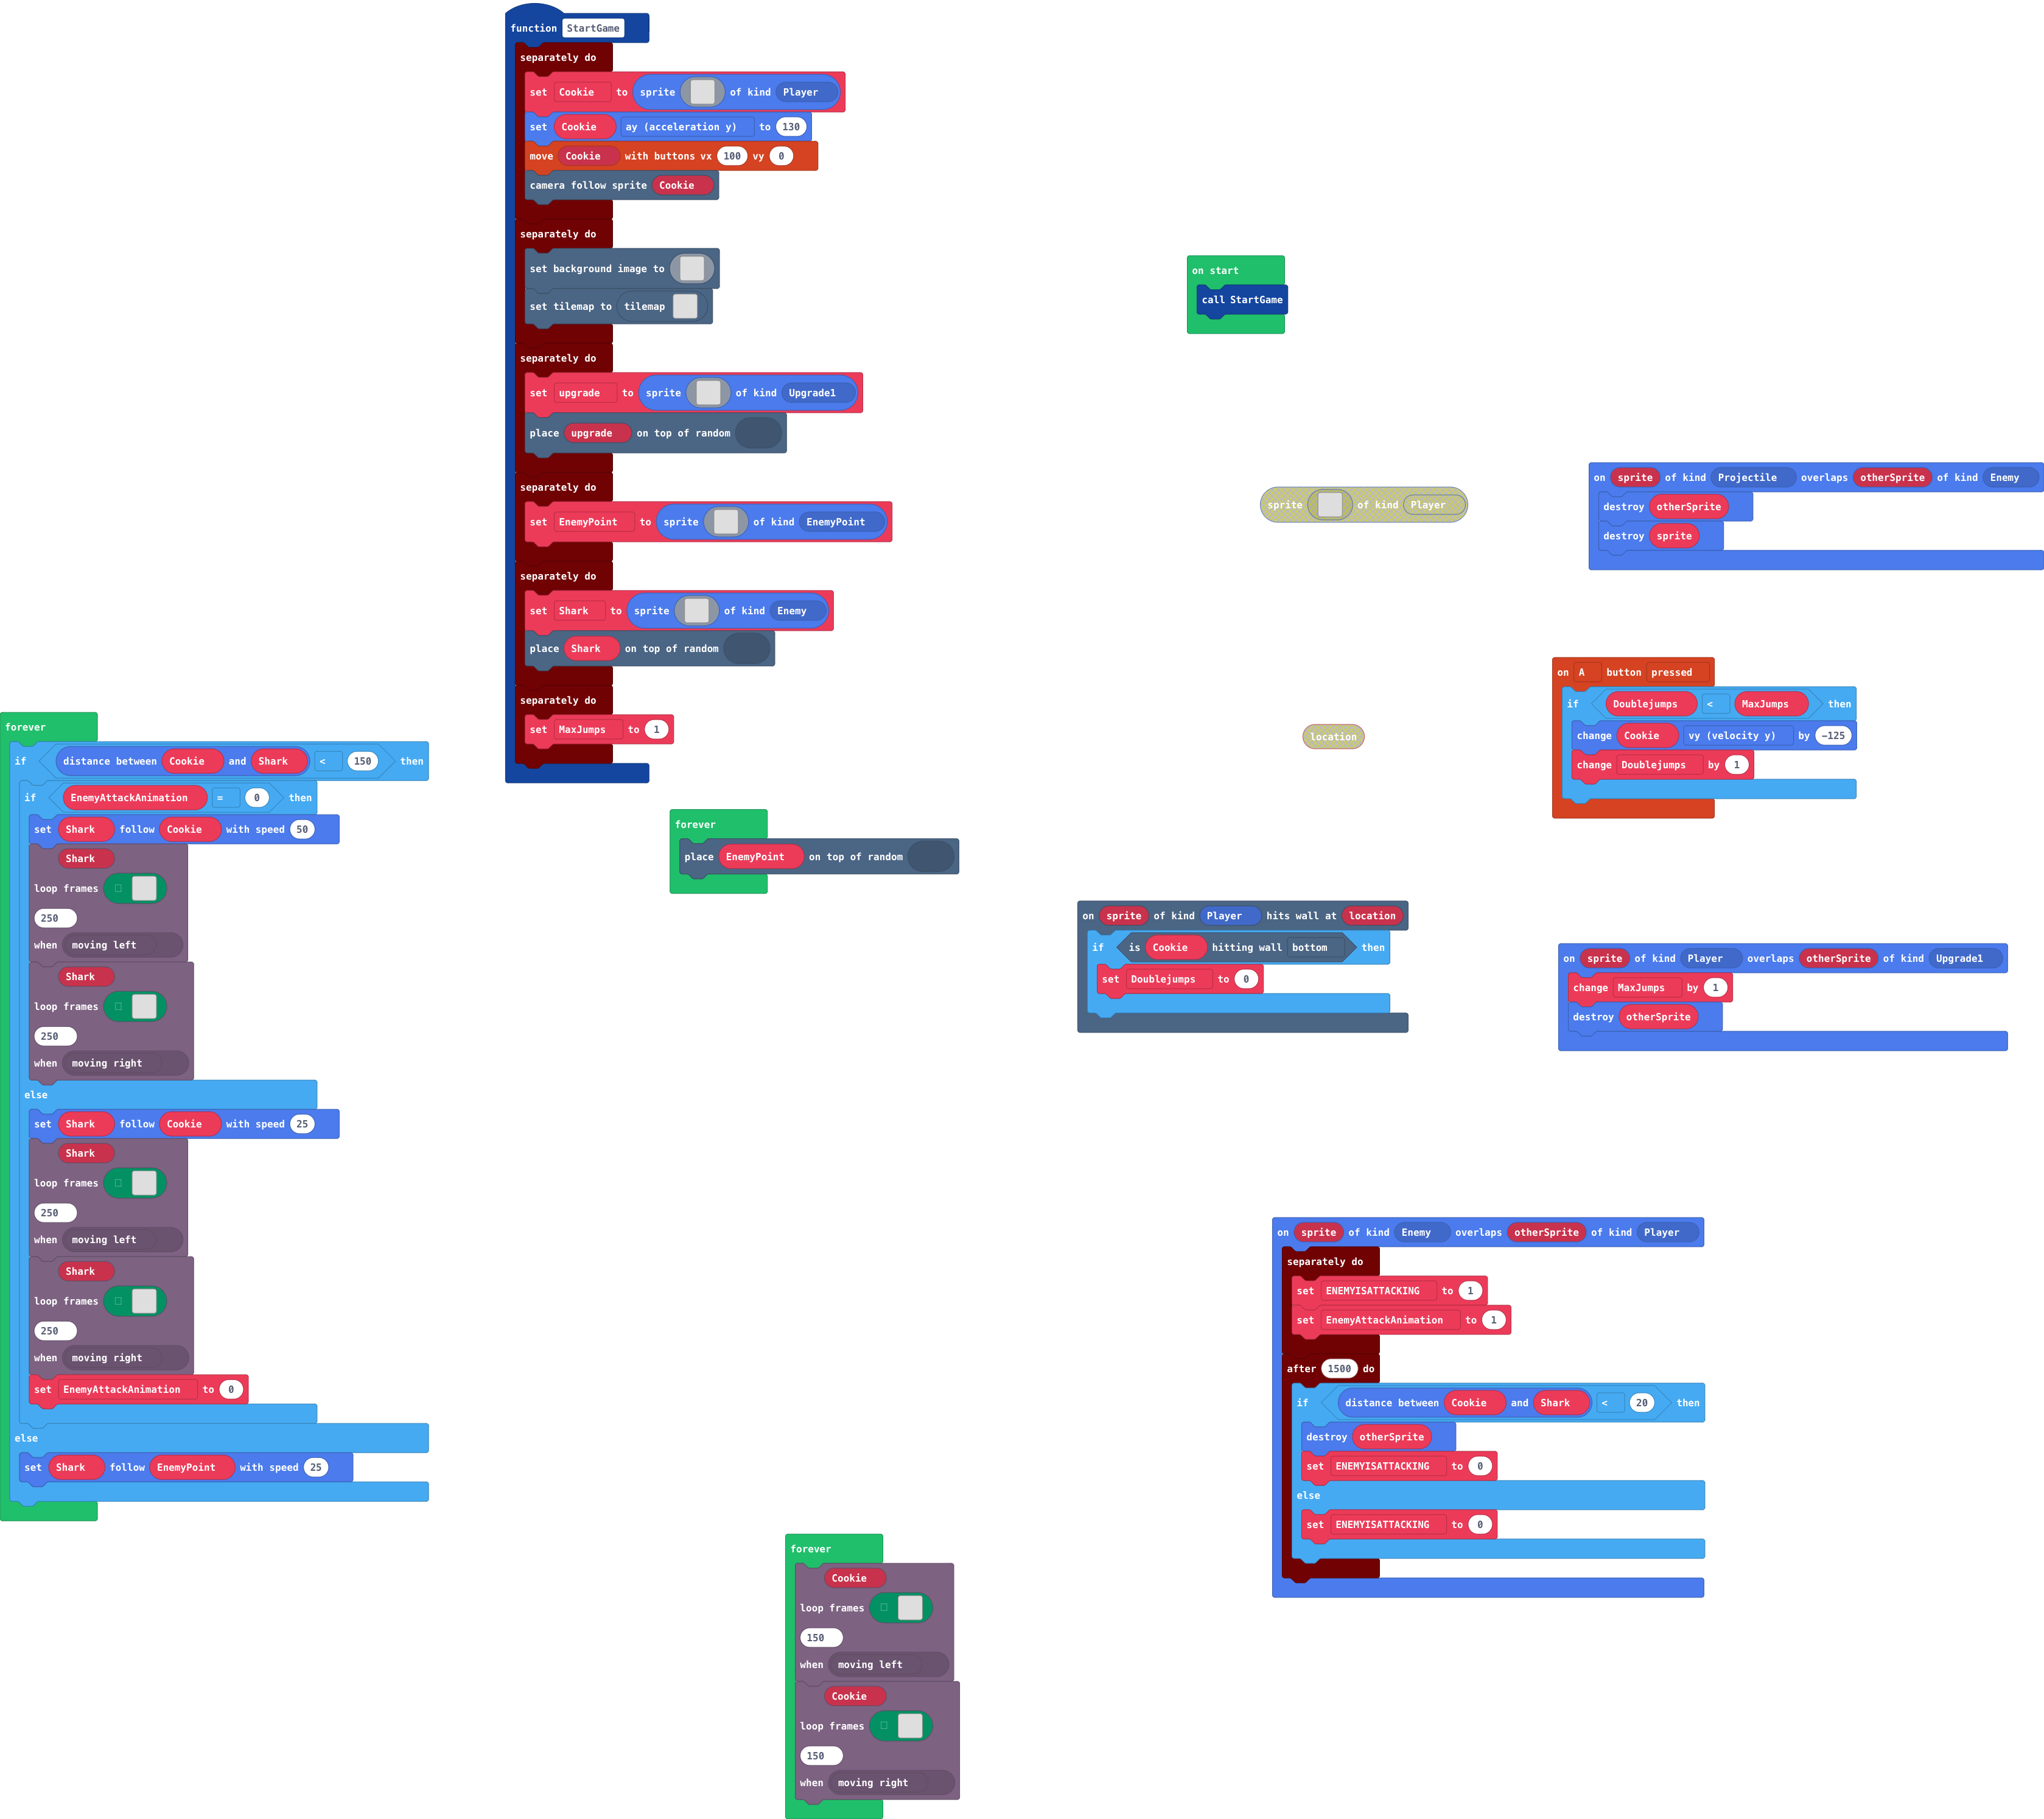 function StartGame
separately do
set Cookie to sprite of kind Player
set Cookie ay (acceleration y) to 130
move Cookie with buttons vx 100 vy 0
camera follow sprite Cookie
separately do
set background image to
set tilemap to tilemap
separately do
set upgrade to sprite of kind Upgrade1
place upgrade on top of random
separately do
set EnemyPoint to sprite of kind EnemyPoint
separately do
set Shark to sprite of kind Enemy
place Shark on top of random
separately do
set MaxJumps to 1
on start
call StartGame
sprite of kind Player
on sprite of kind Projectile overlaps otherSprite of kind Enemy
destroy otherSprite
destroy sprite
location
on A button pressed
if Doublejumps < MaxJumps then
change Cookie vy (velocity y) by -125
change Doublejumps by 1
forever
if distance between Cookie and Shark < 150 then
if EnemyAttackAnimation = 0 then
set Shark follow Cookie with speed 50
Shark
loop frames
250
when moving left
Shark
loop frames
250
when moving right
else
set Shark follow Cookie with speed 25
Shark
loop frames
250
when moving left
Shark
loop frames
250
when moving right
set EnemyAttackAnimation to 0
else
set Shark follow EnemyPoint with speed 25
forever
place EnemyPoint on top of random
on sprite of kind Player hits wall at location
if is Cookie hitting wall bottom then
set Doublejumps to 0
on sprite of kind Player overlaps otherSprite of kind Upgrade1
change MaxJumps by 1
destroy otherSprite
on sprite of kind Enemy overlaps otherSprite of kind Player
separately do
set ENEMYISATTACKING to 1
set EnemyAttackAnimation to 1
after 1500 do
if distance between Cookie and Shark < 20 then
destroy otherSprite
set ENEMYISATTACKING to 0
else
set ENEMYISATTACKING to 0
forever
Cookie
loop frames
150
when moving left
Cookie
loop frames
150
when moving right